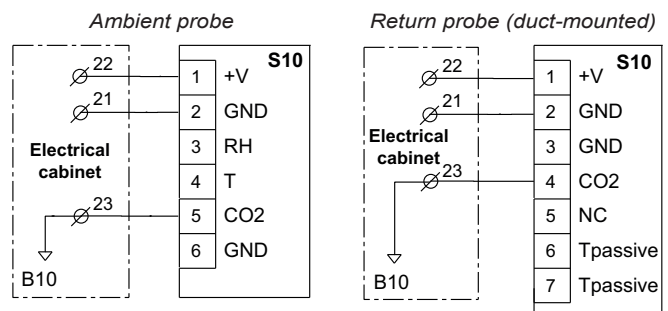 Ambient probe
S10
22
21
Electrical
cabinet
23
B10
1 +V
2 GND
3 RH
4 T
5 CO2
6 GND
Return probe (duct-mounted)
S10
22
21
Electrical
cabinet
23
B10
1 +V
2 GND
3 GND
4 CO2
5 NC
6 Tpassive
7 Tpassive